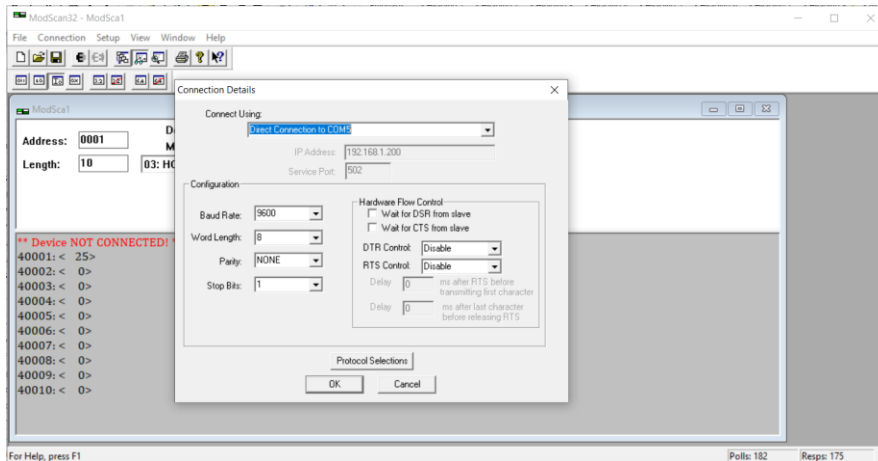 ModScan32 - ModSca1
File Connection Setup View Window Help
ModSca1
Address: 0001
Length: 10
03: HO
** Device NOT CONNECTED! *
40001: < 25>
40002: < 0>
40003: < 0>
40004: < 0>
40005: < 0>
40006: < 0>
40007: < 0>
40008: < 0>
40009: < 0>
40010: < 0>
Connection Details
Connect Using:
Direct Connection to COM5
IP Address: 192.168.1.200
Service Port: 502
Configuration
Baud Rate: 9600
Word Length: 8
Parity: NONE
Stop Bits: 1
Hardware Flow Control
Wait for DSR from slave
Wait for CTS from slave
DTR Control: Disable
RTS Control: Disable
Delay 0 ms after RTS before
transmitting first character
Delay 0 ms after last character
before releasing RTS
Protocol Selections
OK Cancel
For Help, press F1
Polls: 182 Resps: 175